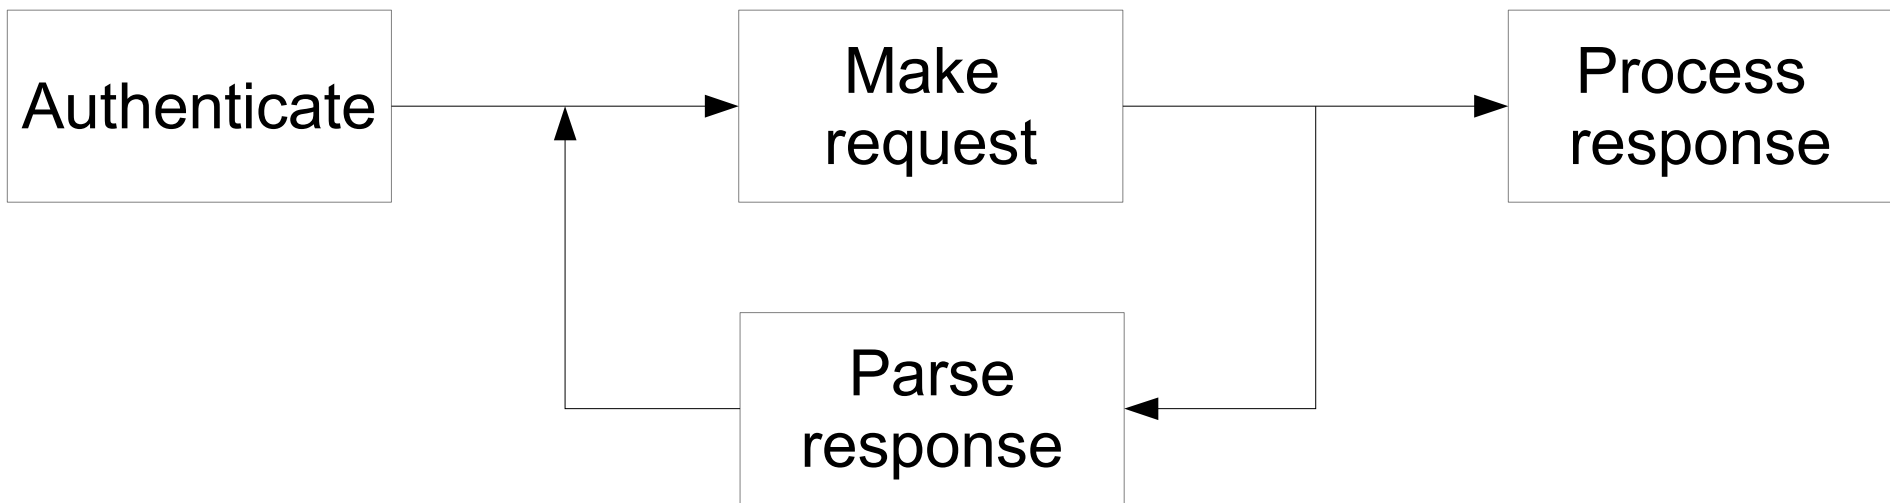 Authenticate
Make
request
Process
response
Parse
response